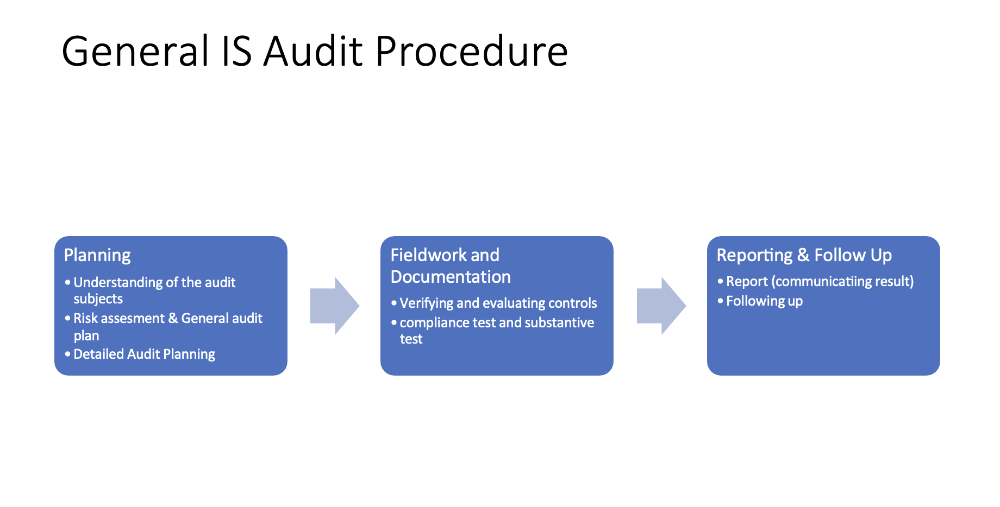 General IS Audit Procedure
Planning
• Understanding of the audit
subjects
• Risk assesment & General audit
plan
• Detailed Audit Planning
Fieldwork and
Documentation
• Verifying and evaluating controls
• compliance test and substantive
test
Reporting & Follow Up
• Report (communicatiing result)
• Following up